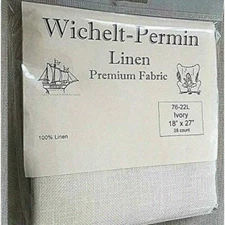 Wichelt-Permin
Linen
Premium Fabric
76-22L
Ivory
18" x 27"
28 count
100% Linen